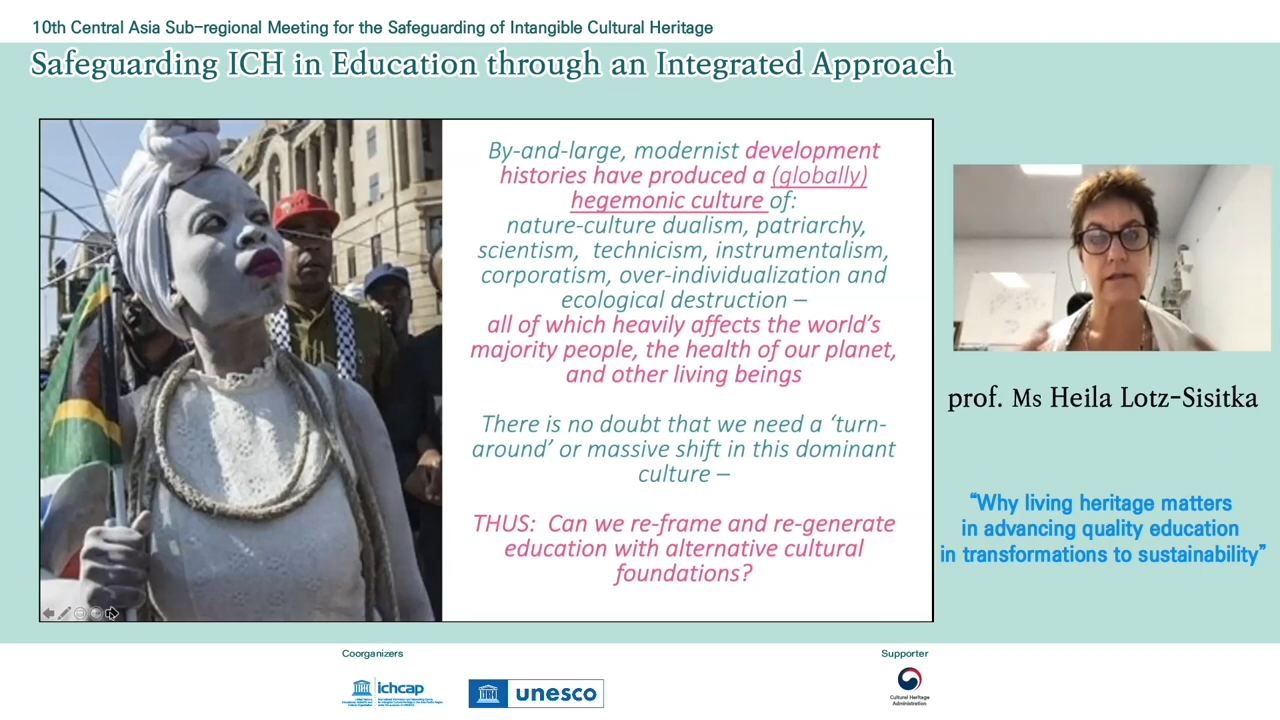 10th Central Asia Sub-regional Meeting for the Safeguarding of Intangible Cultural Heritage
Safeguarding ICH in Education through an Integrated Approach
By-and-large, modernist development
histories have produced a (globally)
hegemonic culture of:
nature-culture dualism, patriarchy,
scientism, technicism, instrumentalism,
corporatism, over-individualization and
ecological destruction –
all of which heavily affects the world's
majority people, the health of our planet,
and other living beings
There is no doubt that we need a 'turn-
around' or massive shift in this dominant
culture –
THUS: Can we re-frame and re-generate
education with alternative cultural
foundations?
prof. Ms Heila Lotz-Sisitka
“Why living heritage matters
in advancing quality education
in transformations to sustainability”
Coorganizers
ichcap
unesco
Supporter
Cultural Heritage
Administration